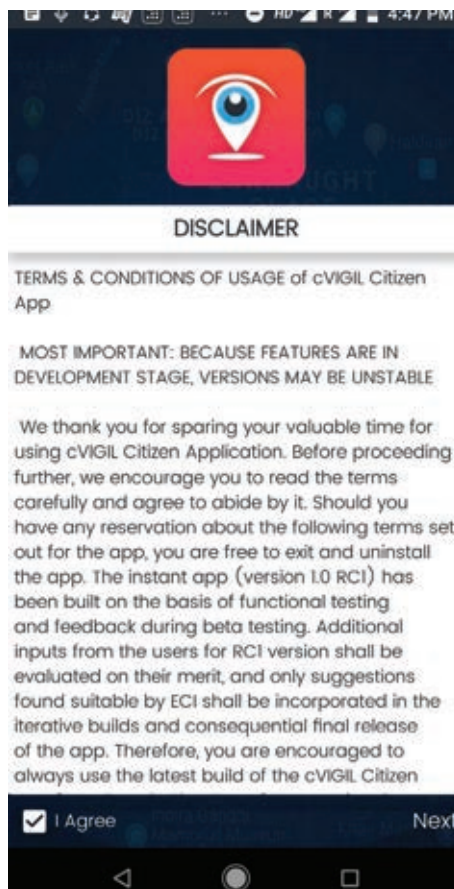 HD R 4:47 PM
DISCLAIMER
TERMS & CONDITIONS OF USAGE of cVIGIL Citizen
App
MOST IMPORTANT: BECAUSE FEATURES ARE IN
DEVELOPMENT STAGE, VERSIONS MAY BE UNSTABLE
We thank you for sparing your valuable time for
using cVIGIL Citizen Application. Before proceeding
further, we encourage you to read the terms
carefully and agree to abide by it. Should you
have any reservation about the following terms set
out for the app, you are free to exit and uninstall
the app. The instant app (version 1.0 RC1) has
been built on the basis of functional testing
and feedback during beta testing. Additional
inputs from the users for RC1 version shall be
evaluated on their merit, and only suggestions
found suitable by ECI shall be incorporated in the
iterative builds and consequential final release
of the app. Therefore, you are encouraged to
always use the latest build of the cVIGIL Citizen
I Agree Next